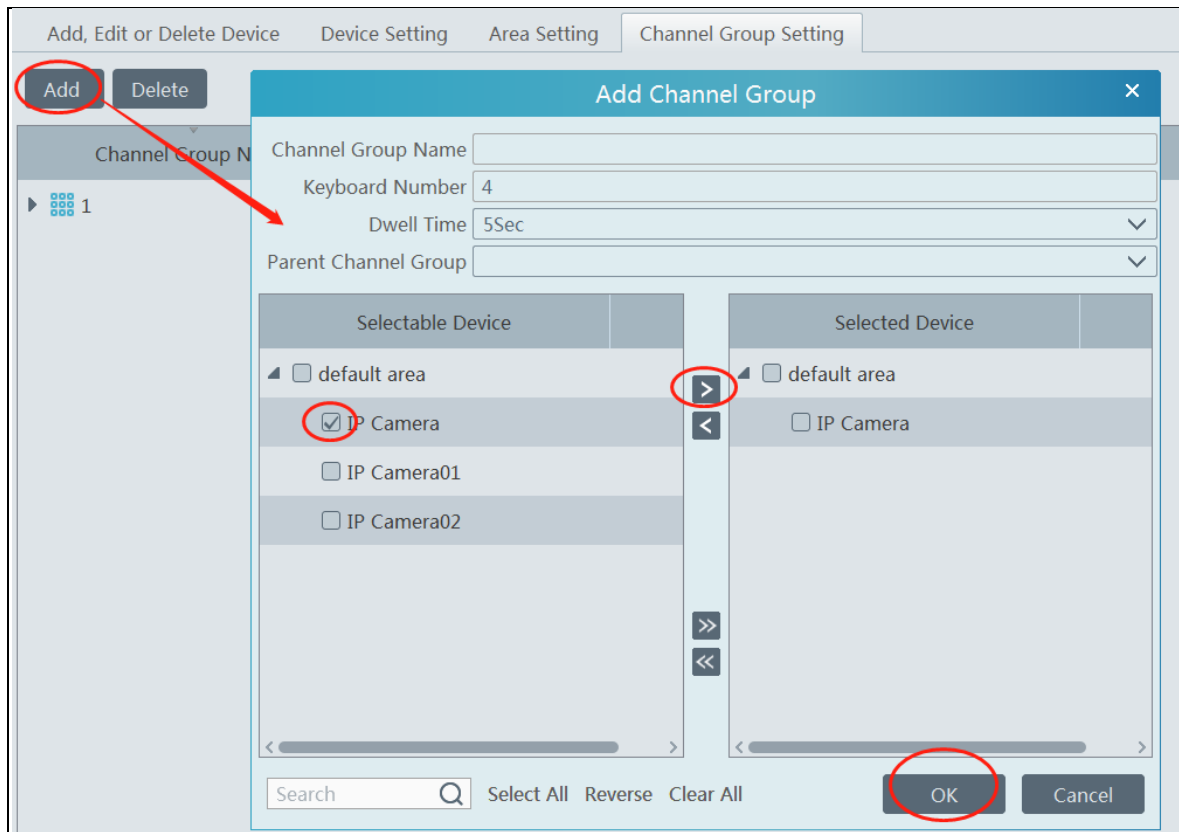 Add, Edit or Delete Device Device Setting Area Setting Channel Group Setting
Add Delete
Add Channel Group
Channel Group N
1
Channel Group Name
Keyboard Number 4
Dwell Time 5Sec
Parent Channel Group
Selectable Device
default area
IP Camera
IP Camera01
IP Camera02
Selected Device
default area
IP Camera
Search Select All Reverse Clear All OK Cancel